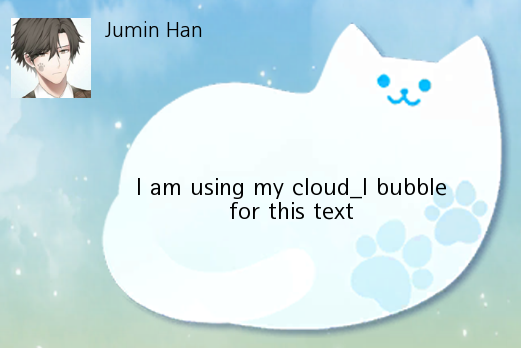 Jumin Han
I am using my cloud_l bubble
for this text